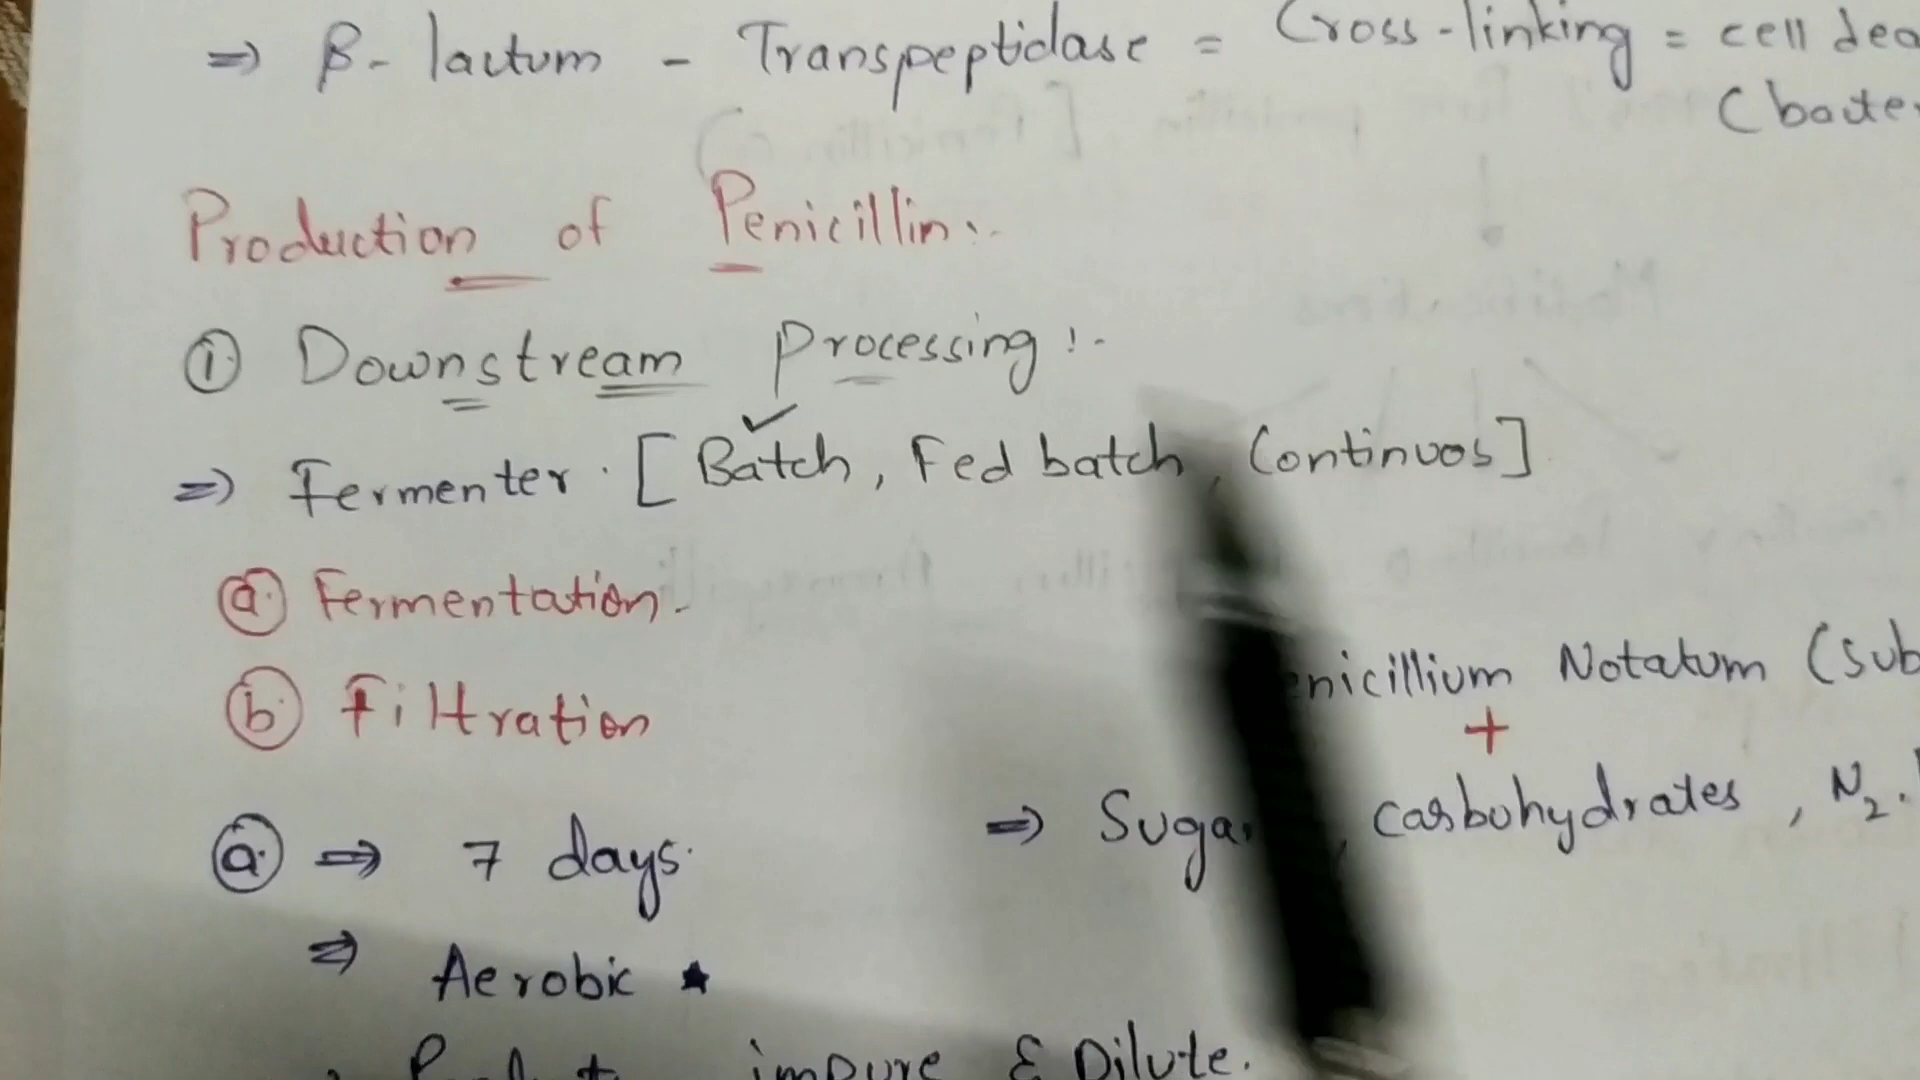 ⇒ β- lactum - Transpeptidase = Cross-linking = cell dea
(bacte
Production of Penicillin:-
① Downstream Processing:-
⇒ Fermenter. [Batch, Fed batch, Continuos]
ⓐ Fermentation-
ⓑ Filtration
enicillium Notatum (sub
+
ⓐ ⇒ 7 days.
⇒ Suga , carbohydrates, N2.
⇒ Aerobic ★
impure & Dilute.